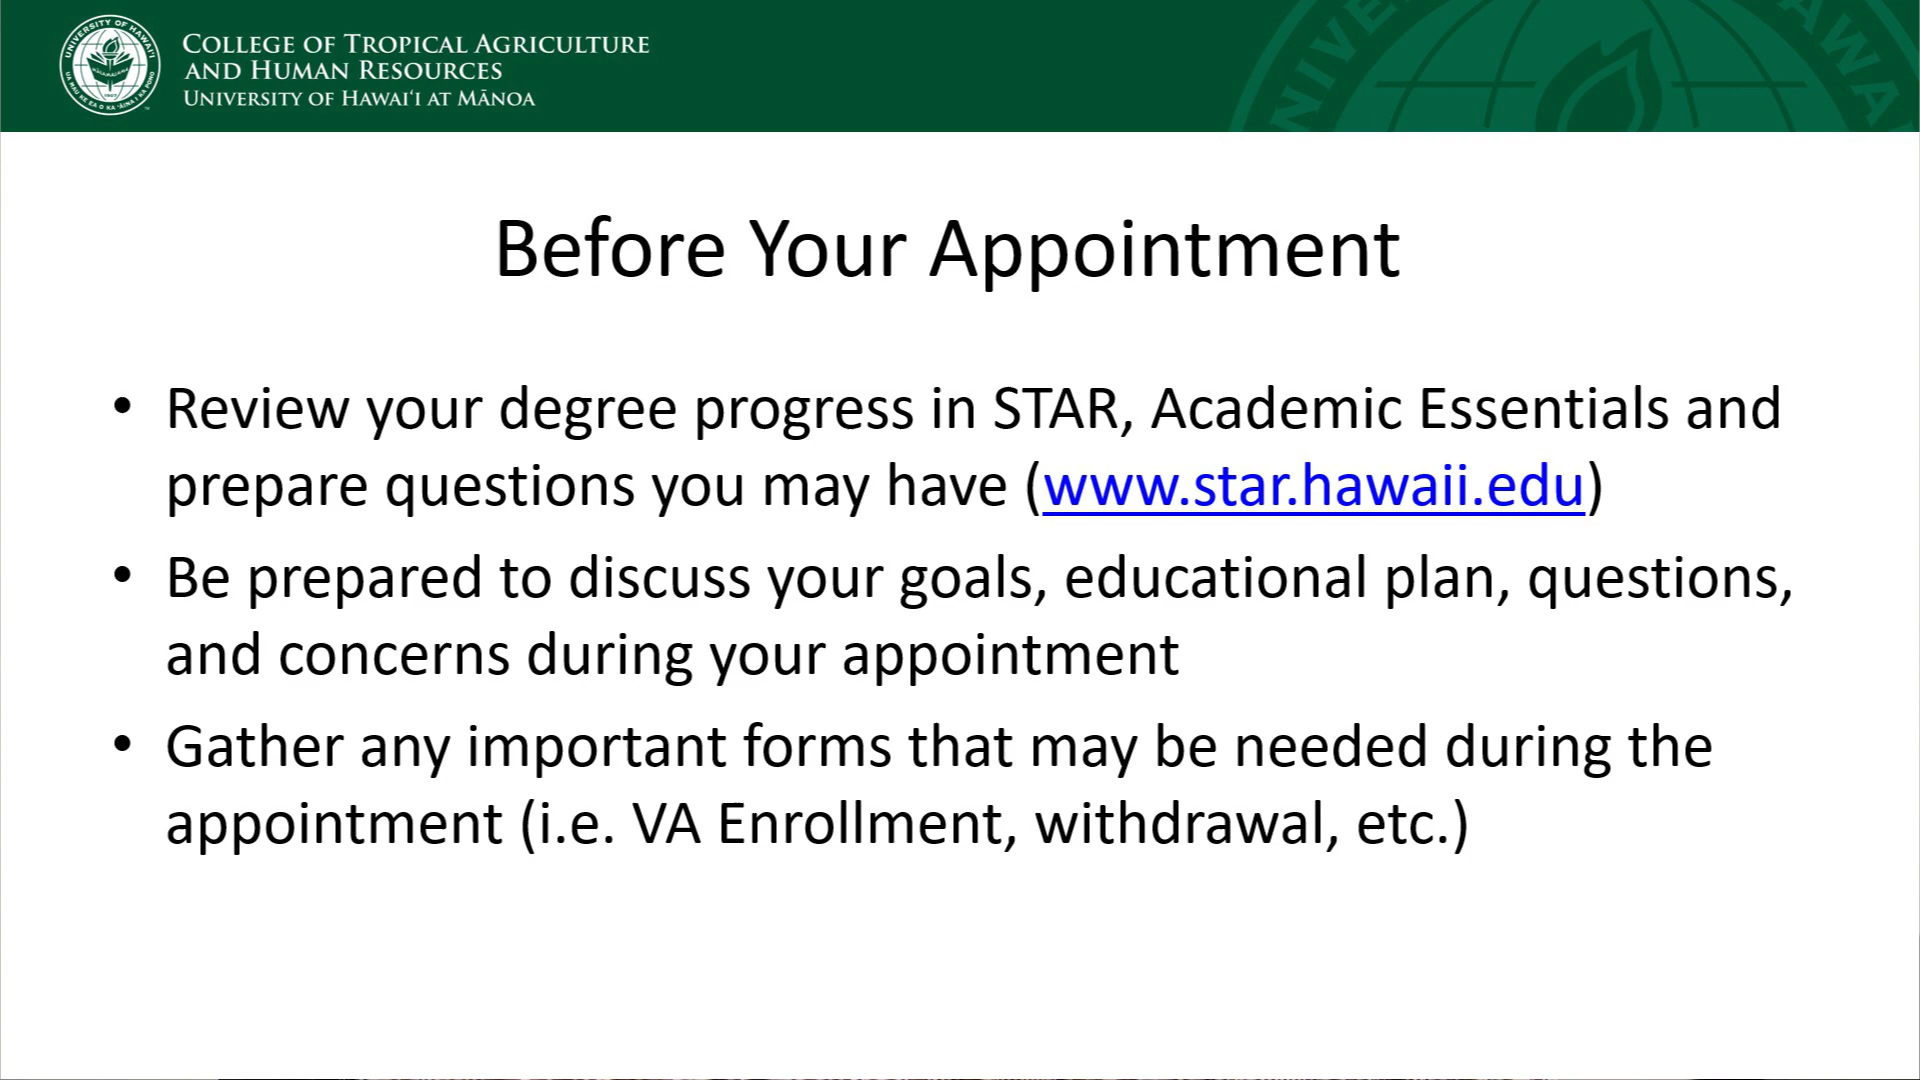 COLLEGE OF TROPICAL AGRICULTURE
AND HUMAN RESOURCES
UNIVERSITY OF HAWAIʻI AT MĀNOA
Before Your Appointment
• Review your degree progress in STAR, Academic Essentials and
prepare questions you may have (www.star.hawaii.edu)
• Be prepared to discuss your goals, educational plan, questions,
and concerns during your appointment
• Gather any important forms that may be needed during the
appointment (i.e. VA Enrollment, withdrawal, etc.)